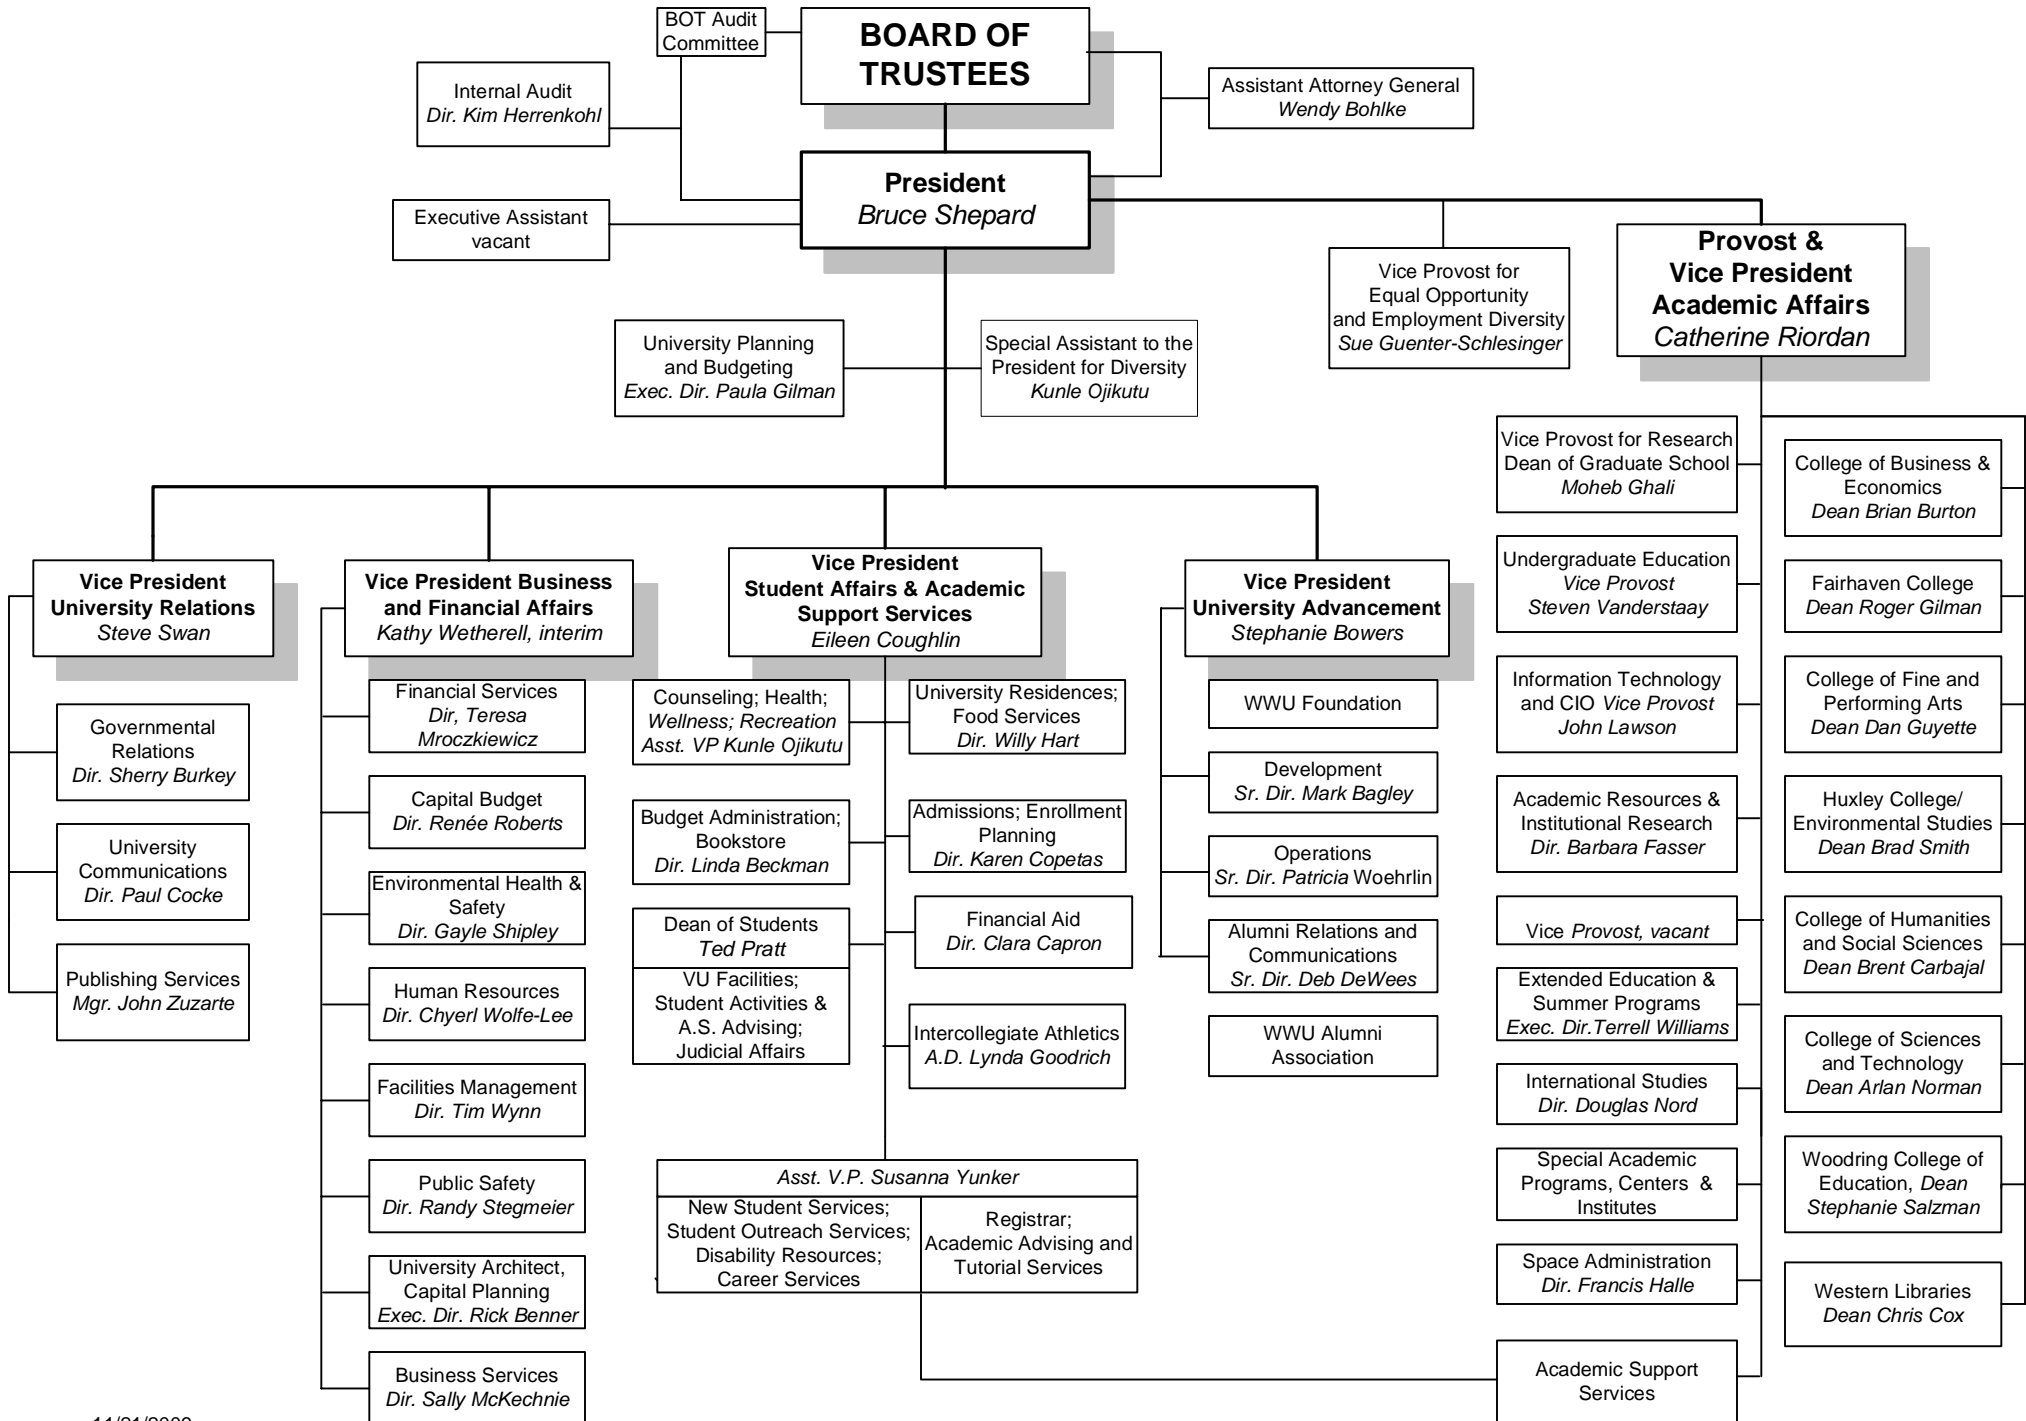 BOT Audit
Committee
BOARD OF
TRUSTEES
Internal Audit
Dir. Kim Herrenkohl
Assistant Attorney General
Wendy Bohlke
President
Bruce Shepard
Executive Assistant
vacant
Vice Provost for
Equal Opportunity
and Employment Diversity
Sue Guenter-Schlesinger
Provost &
Vice President
Academic Affairs
Catherine Riordan
University Planning
and Budgeting
Exec. Dir. Paula Gilman
Special Assistant to the
President for Diversity
Kunle Ojikutu
Vice President
University Relations
Steve Swan
Governmental
Relations
Dir. Sherry Burkey
University
Communications
Dir. Paul Cocke
Publishing Services
Mgr. John Zuzarte
Vice President Business
and Financial Affairs
Kathy Wetherell, interim
Financial Services
Dir, Teresa
Mroczkiewicz
Capital Budget
Dir. Renée Roberts
Environmental Health &
Safety
Dir. Gayle Shipley
Human Resources
Dir. Chyerl Wolfe-Lee
Facilities Management
Dir. Tim Wynn
Public Safety
Dir. Randy Stegmeier
University Architect,
Capital Planning
Exec. Dir. Rick Benner
Business Services
Dir. Sally McKechnie
Vice President
Student Affairs & Academic
Support Services
Eileen Coughlin
Counseling; Health;
Wellness; Recreation
Asst. VP Kunle Ojikutu
University Residences;
Food Services
Dir. Willy Hart
Budget Administration;
Bookstore
Dir. Linda Beckman
Admissions; Enrollment
Planning
Dir. Karen Copetas
Dean of Students
Ted Pratt
VU Facilities;
Student Activities &
A.S. Advising;
Judicial Affairs
Financial Aid
Dir. Clara Capron
Intercollegiate Athletics
A.D. Lynda Goodrich
Asst. V.P. Susanna Yunker
New Student Services;
Student Outreach Services;
Disability Resources;
Career Services
Registrar;
Academic Advising and
Tutorial Services
Vice President
University Advancement
Stephanie Bowers
WWU Foundation
Development
Sr. Dir. Mark Bagley
Operations
Sr. Dir. Patricia Woehrlin
Alumni Relations and
Communications
Sr. Dir. Deb DeWees
WWU Alumni
Association
Vice Provost for Research
Dean of Graduate School
Moheb Ghali
Undergraduate Education
Vice Provost
Steven Vanderstaay
Information Technology
and CIO Vice Provost
John Lawson
Academic Resources &
Institutional Research
Dir. Barbara Fasser
Vice Provost, vacant
Extended Education &
Summer Programs
Exec. Dir.Terrell Williams
International Studies
Dir. Douglas Nord
Special Academic
Programs, Centers &
Institutes
Space Administration
Dir. Francis Halle
Academic Support
Services
College of Business &
Economics
Dean Brian Burton
Fairhaven College
Dean Roger Gilman
College of Fine and
Performing Arts
Dean Dan Guyette
Huxley College/
Environmental Studies
Dean Brad Smith
College of Humanities
and Social Sciences
Dean Brent Carbajal
College of Sciences
and Technology
Dean Arlan Norman
Woodring College of
Education, Dean
Stephanie Salzman
Western Libraries
Dean Chris Cox